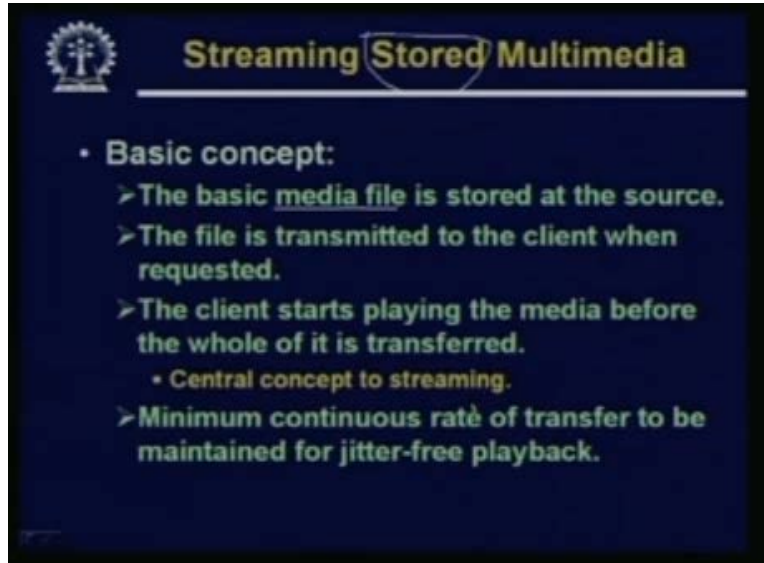 Streaming Stored Multimedia
• Basic concept:
➢The basic media file is stored at the source.
➢The file is transmitted to the client when
requested.
➢The client starts playing the media before
the whole of it is transferred.
▪ Central concept to streaming.
➢Minimum continuous rate of transfer to be
maintained for jitter-free playback.